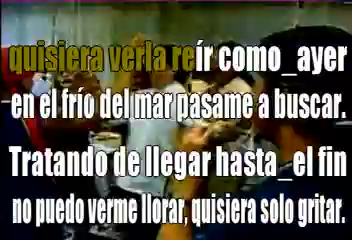 quisiera verla reír como_ayer
en el frío del mar pasame a buscar.
Tratando de llegar hasta_el fin
no puedo verme llorar, quisiera solo gritar.